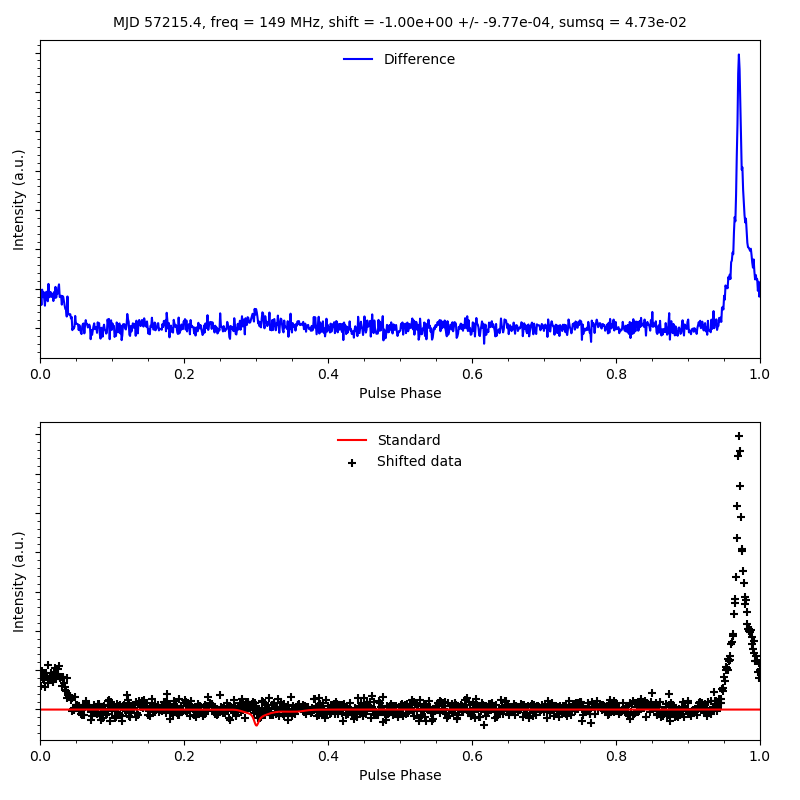 MJD 57215.4, freq = 149 MHz, shift = -1.00e+00 +/- -9.77e-04, sumsq = 4.73e-02
Difference
Intensity (a.u.)
0.0 0.2 0.4 0.6 0.8 1.0
Pulse Phase
Standard
Shifted data
Intensity (a.u.)
0.0 0.2 0.4 0.6 0.8 1.0
Pulse Phase